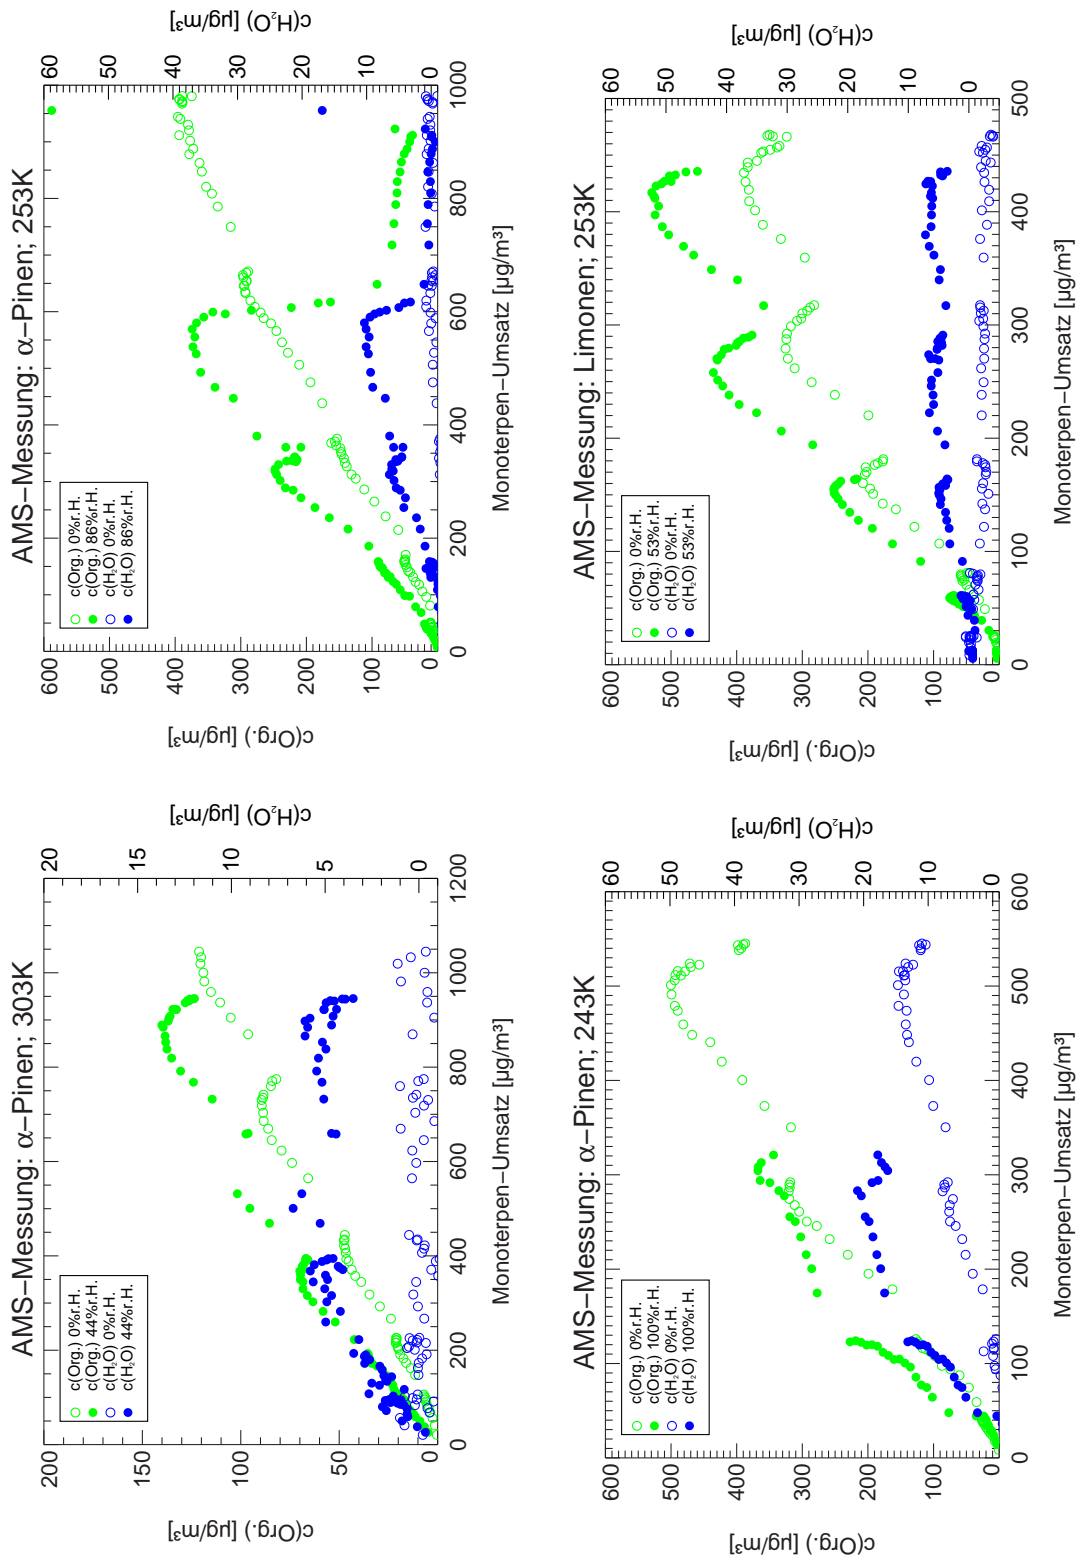 AMS−Messung: α−Pinen; 303K
c(Org.) [µg/m³]
200
150
100
50
0
c(Org.) 0%r.H.
c(Org.) 44%r.H.
c(H₂O) 0%r.H.
c(H₂O) 44%r.H.
20
15
10
5
−0
c(H₂O) [µg/m³]
0 200 400 600 800 1000 1200
Monoterpen−Umsatz [µg/m³]
AMS−Messung: α−Pinen; 253K
c(Org.) [µg/m³]
600
500
400
300
200
100
0
c(Org.) 0%r.H.
c(Org.) 86%r.H.
c(H₂O) 0%r.H.
c(H₂O) 86%r.H.
60
50
40
30
20
10
0
c(H₂O) [µg/m³]
0 200 400 600 800 1000
Monoterpen−Umsatz [µg/m³]
AMS−Messung: α−Pinen; 243K
c(Org.) [µg/m³]
600
500
400
300
200
100
0
c(Org.) 0%r.H.
c(Org.) 100%r.H.
c(H₂O) 0%r.H.
c(H₂O) 100%r.H.
60
50
40
30
20
10
0
c(H₂O) [µg/m³]
0 100 200 300 400 500 600
Monoterpen−Umsatz [µg/m³]
AMS−Messung: Limonen; 253K
c(Org.) [µg/m³]
600
500
400
300
200
100
0
c(Org.) 0%r.H.
c(Org.) 53%r.H.
c(H₂O) 0%r.H.
c(H₂O) 53%r.H.
60
50
40
30
20
10
−0
c(H₂O) [µg/m³]
0 100 200 300 400 500
Monoterpen−Umsatz [µg/m³]